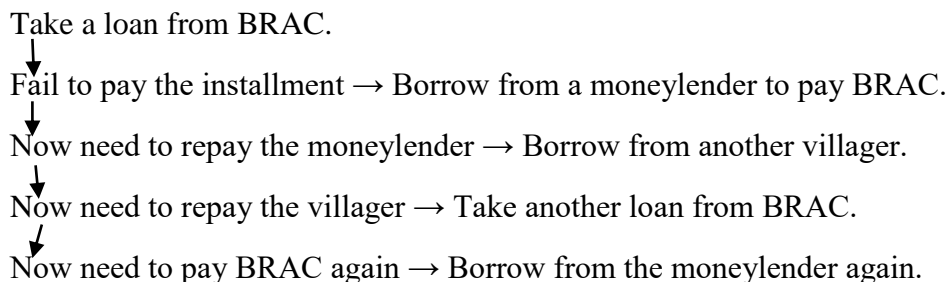 Take a loan from BRAC.
Fail to pay the installment → Borrow from a moneylender to pay BRAC.
Now need to repay the moneylender → Borrow from another villager.
Now need to repay the villager → Take another loan from BRAC.
Now need to pay BRAC again → Borrow from the moneylender again.